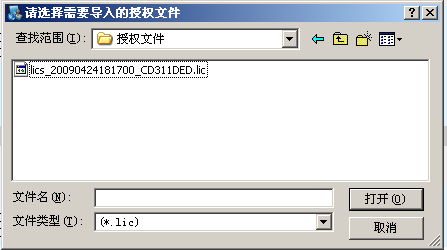 请选择需要导入的授权文件
查找范围(I): 授权文件
lics_20090424181700_CD311DED.lic
文件名(N): 打开(O)
文件类型(T): (*.lic) 取消